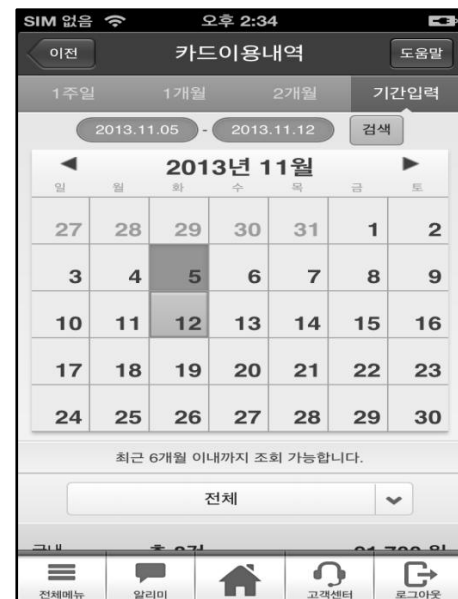 SIM 없음 오후 2:34
이전 카드이용내역 도움말
1주일 1개월 2개월 기간입력
2013.11.05 - 2013.11.12 검색
◀ 2013년 11월 ▶
일 월 화 수 목 금 토
27 28 29 30 31 1 2
3 4 5 6 7 8 9
10 11 12 13 14 15 16
17 18 19 20 21 22 23
24 25 26 27 28 29 30
최근 6개월 이내까지 조회 가능합니다.
전체
전체메뉴 알리미 고객센터 로그아웃